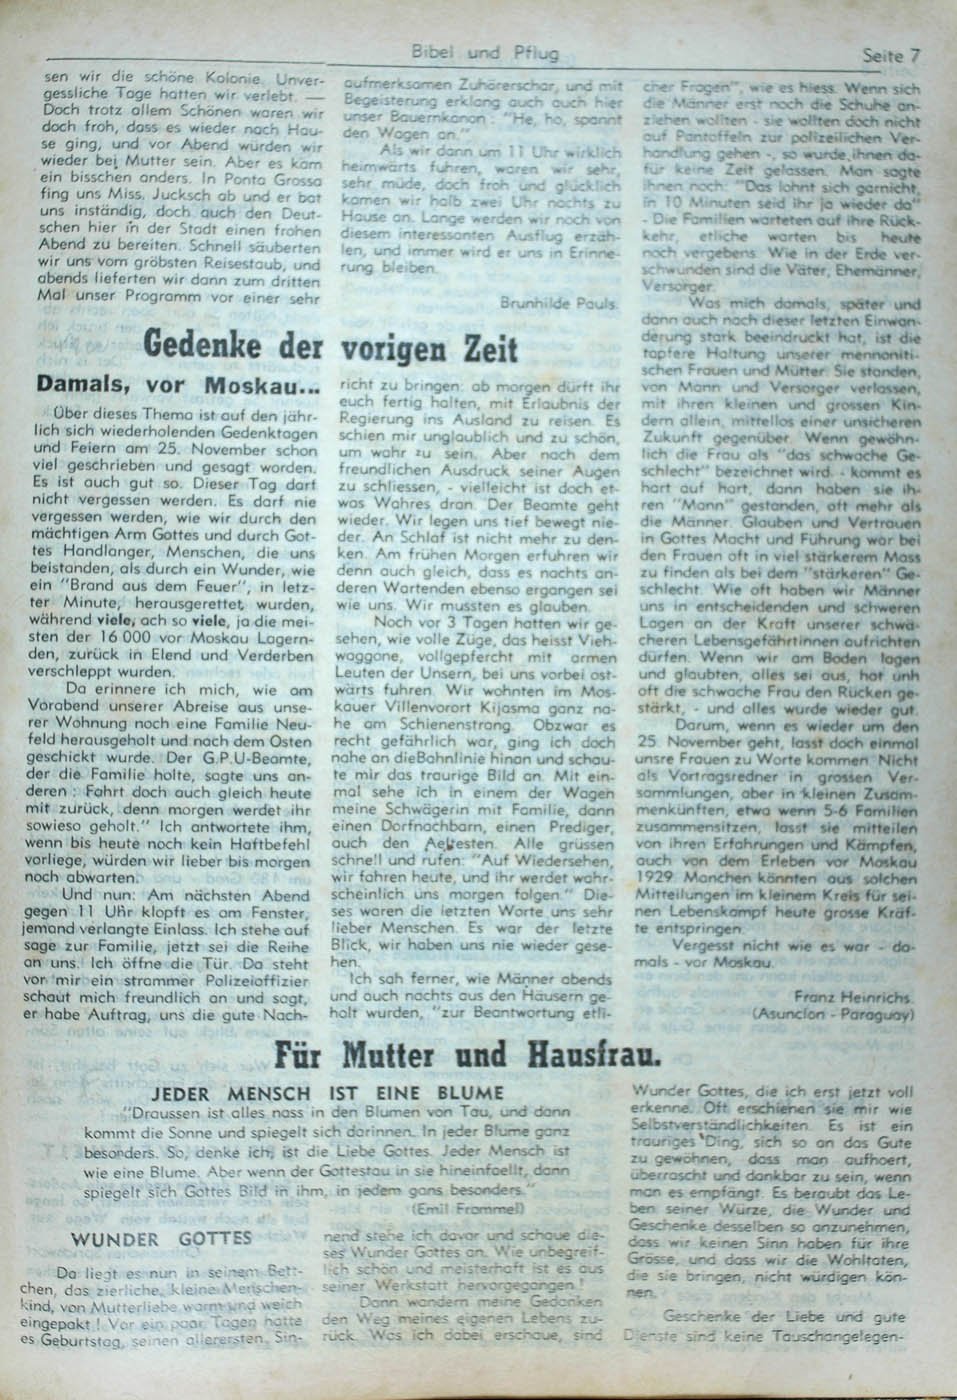 Bibel und Pflug
Seite 7
sen wir die schöne Kolonie. Unver-
gessliche Tage hatten wir verlebt. —
Doch trotz allem Schönen waren wir
doch froh, dass es wieder nach Hau-
se ging, und vor Abend würden wir
wieder bei Mutter sein. Aber es kam
ein bisschen anders. In Ponta Grossa
fing uns Miss. Jucksch ab und er bat
uns inständig, doch auch den Deut-
schen hier in der Stadt einen frohen
Abend zu bereiten. Schnell säuberten
wir uns vom gröbsten Reisestaub, und
abends lieferten wir dann zum dritten
Mal unser Programm vor einer sehr
aufmerksamen Zuhörerschar, und mit
Begeisterung erklang auch auch hier
unser Bauernkanon : "He, ho, spannt
den Wagen an."
Als wir dann um 11 Uhr wirklich
heimwärts fuhren, waren wir sehr,
sehr müde, doch froh und glücklich
kamen wir halb zwei Uhr nachts zu
Hause an. Lange werden wir noch von
diesem interessanten Ausflug erzäh-
len, und immer wird er uns in Erinne-
rung bleiben.
Brunhilde Pauls.
Gedenke der vorigen Zeit
Damals, vor Moskau...
Über dieses Thema ist auf den jähr-
lich sich wiederholenden Gedenktagen
und Feiern am 25. November schon
viel geschrieben und gesagt worden.
Es ist auch gut so. Dieser Tag darf
nicht vergessen werden. Es darf nie
vergessen werden, wie wir durch den
mächtigen Arm Gottes und durch Got-
tes Handlanger, Menschen, die uns
beistanden, als durch ein Wunder, wie
ein "Brand aus dem Feuer", in letz-
ter Minute, herausgerettet wurden,
während viele, ach so viele, ja die mei-
sten der 16 000 vor Moskau Lagern-
den, zurück in Elend und Verderben
verschleppt wurden.
Da erinnere ich mich, wie am
Vorabend unserer Abreise aus unse-
rer Wohnung noch eine Familie Neu-
feld herausgeholt und nach dem Osten
geschickt wurde. Der G.P.U-Beamte,
der die Familie holte, sagte uns an-
deren : Fahrt doch auch gleich heute
mit zurück, denn morgen werdet ihr
sowieso geholt." Ich antwortete ihm,
wenn bis heute noch kein Haftbefehl
vorliege, würden wir lieber bis morgen
noch abwarten.
Und nun: Am nächsten Abend
gegen 11 Uhr klopft es am Fenster,
jemand verlangte Einlass. Ich stehe auf
sage zur Familie, jetzt sei die Reihe
an uns. Ich öffne die Tür. Da steht
vor mir ein strammer Polizeioffizier
schaut mich freundlich an und sagt,
er habe Auftrag, uns die gute Nach-
richt zu bringen: ab morgen dürft ihr
euch fertig halten, mit Erlaubnis der
Regierung ins Ausland zu reisen. Es
schien mir unglaublich und zu schön,
um wahr zu sein. Aber nach dem
freundlichen Ausdruck seiner Augen
zu schliessen, - vielleicht ist doch et-
was Wahres dran. Der Beamte geht
wieder. Wir legen uns tief bewegt nie-
der. An Schlaf ist nicht mehr zu den-
ken. Am frühen Morgen erfuhren wir
denn auch gleich, dass es nachts an-
deren Wartenden ebenso ergangen sei
wie uns. Wir mussten es glauben.
Noch vor 3 Tagen hatten wir ge-
sehen, wie volle Züge, das heisst Vieh-
waggone, vollgepfercht mit armen
Leuten der Unsern, bei uns vorbei ost-
wärts fuhren. Wir wohnten im Mos-
kauer Villenvorort Kijasma ganz na-
he am Schienenstrang. Obzwar es
recht gefährlich war, ging ich doch
nahe an dieBahnlinie hinan und schau-
te mir das traurige Bild an. Mit ein-
mal sehe ich in einem der Wagen
meine Schwägerin mit Familie, dann
einen Dorfnachbarn, einen Prediger,
auch den Aeltesten. Alle grüssen
schnell und rufen: "Auf Wiedersehen,
wir fahren heute, und ihr werdet wahr-
scheinlich uns morgen folgen." Die-
ses waren die letzten Worte uns sehr
lieber Menschen. Es war der letzte
Blick, wir haben uns nie wieder gese-
hen.
Ich sah ferner, wie Männer abends
und auch nachts aus den Häusern ge-
holt wurden, "zur Beantwortung etli-
cher Fragen", wie es hiess. Wenn sich
die Männer erst noch die Schuhe an-
ziehen wollten - sie wollten doch nicht
auf Pantoffeln zur polizeilichen Ver-
handlung gehen -, so wurde ihnen da-
für keine Zeit gelassen. Man sagte
ihnen noch: "Das lohnt sich garnicht,
in 10 Minuten seid ihr ja wieder da"
- Die Familien warteten auf ihre Rück-
kehr, etliche warten bis heute
noch vergebens. Wie in der Erde ver-
schwunden sind die Väter, Ehemänner,
Versorger.
Was mich damals, später und
dann auch nach dieser letzten Einwan-
derung stark beeindruckt hat, ist die
tapfere Haltung unserer mennoniti-
schen Frauen und Mütter. Sie standen,
von Mann und Versorger verlassen,
mit ihren kleinen und grossen Kin-
dern allein, mittellos einer unsicheren
Zukunft gegenüber. Wenn gewöhn-
lich die Frau als "das schwache Ge-
schlecht" bezeichnet wird, - kommt es
hart auf hart, dann haben sie ih-
ren "Mann" gestanden, oft mehr als
die Männer. Glauben und Vertrauen
in Gottes Macht und Führung war bei
den Frauen oft in viel stärkerem Mass
zu finden als bei dem "stärkeren" Ge-
schlecht. Wie oft haben wir Männer
uns in entscheidenden und schweren
Lagen an der Kraft unserer schwä-
cheren Lebensgefährtinnen aufrichten
dürfen. Wenn wir am Boden lagen
und glaubten, alles sei aus, hat unh
oft die schwache Frau den Rücken ge-
stärkt, - und alles wurde wieder gut.
Darum, wenn es wieder um den
25. November geht, lasst doch einmal
unsre Frauen zu Worte kommen. Nicht
als Vortragsredner in grossen Ver-
sammlungen, aber in kleinen Zusam-
menkünften, etwa wenn 5-6 Familien
zusammensitzen, lasst sie mitteilen
von ihren Erfahrungen und Kämpfen,
auch von dem Erleben vor Moskau
1929. Manchen könnten aus solchen
Mitteilungen im kleinem Kreis für sei-
nen Lebenskampf heute grosse Kräf-
te entspringen.
Vergesst nicht wie es war - da-
mals - vor Moskau.
Franz Heinrichs.
(Asuncion - Paraguay)
Für Mutter und Hausfrau.
JEDER MENSCH IST EINE BLUME
"Draussen ist alles nass in den Blumen von Tau, und dann
kommt die Sonne und spiegelt sich darinnen. In jeder Blume ganz
besonders. So, denke ich, ist die Liebe Gottes. Jeder Mensch ist
wie eine Blume. Aber wenn der Gottestau in sie hineinfaellt, dann
spiegelt sich Gottes Bild in ihm, in jedem gans besonders."
(Emil Frommel)
WUNDER GOTTES
Da liegt es nun in seinem Bett-
chen, das zierliche, kleine Menschen-
kind, von Mutterliebe warm und weich
eingepakt ! Vor ein paar Tagen hatte
es Geburtstag, seinen allerersten. Sin-
nend stehe ich davor und schaue die-
ses Wunder Gottes an. Wie unbegreif-
lich schön und meisterhaft ist es aus
seiner Werkstatt hervorgegangen !
Dann wandern meine Gedanken
den Weg meines eigenen Lebens zu-
rück. Was ich dabei erschaue, sind
Wunder Gottes, die ich erst jetzt voll
erkenne. Oft erschienen sie mir wie
Selbstverständlichkeiten. Es ist ein
trauriges Ding, sich so an das Gute
zu gewöhnen, dass man aufhoert,
überrascht und dankbar zu sein, wenn
man es empfängt. Es beraubt das Le-
ben seiner Würze, die Wunder und
Geschenke desselben so anzunehmen,
dass wir keinen Sinn haben für ihre
Grösse, und dass wir die Wohltaten,
die sie bringen, nicht würdigen kön-
nen.
Geschenke der Liebe und gute
Dienste sind keine Tauschangelegen-